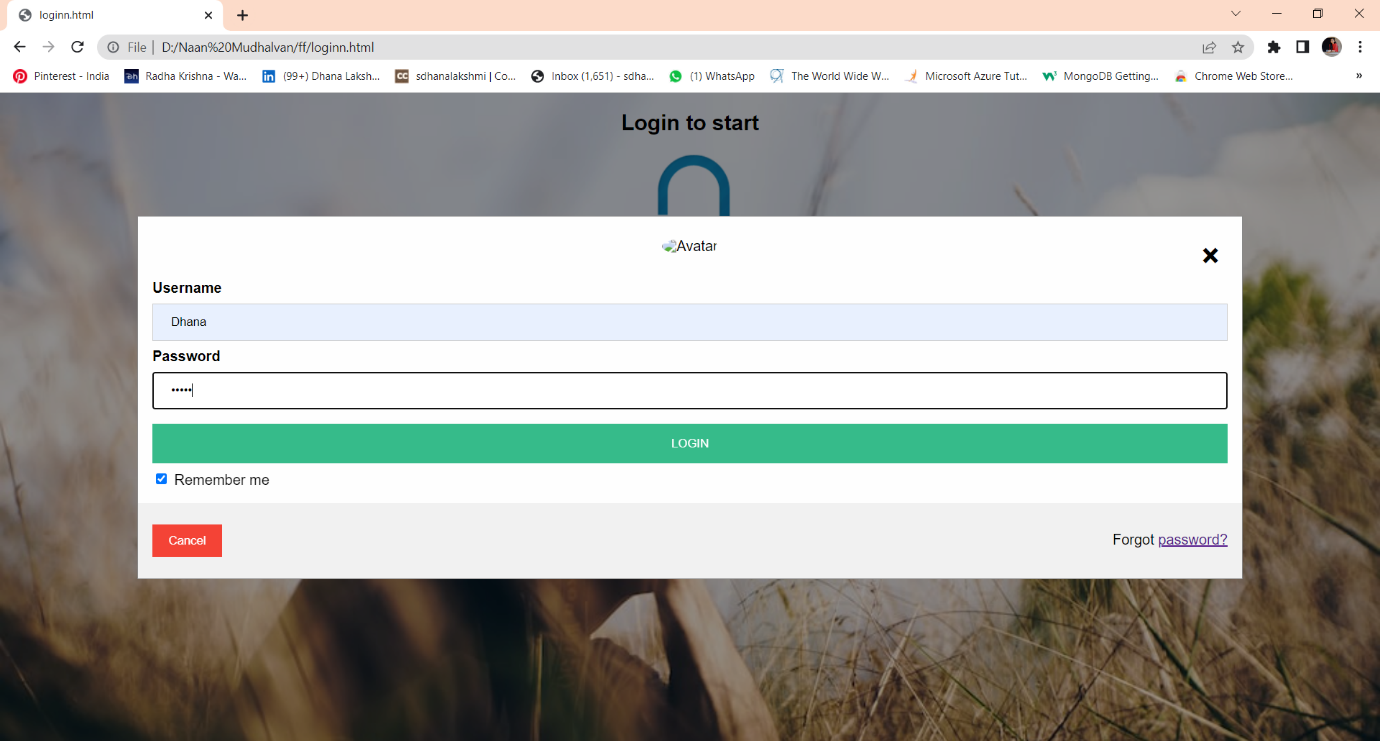 loginn.html
File | D:/Naan%20Mudhalvan/ff/loginn.html
Pinterest - India Radha Krishna - Wa... (99+) Dhana Laksh... sdhanalakshmi | Co... Inbox (1,651) - sdha... (1) WhatsApp The World Wide W... Microsoft Azure Tut... MongoDB Getting... Chrome Web Store... »
Login to start
Avatar
Username
Dhana
Password
•••••
LOGIN
Remember me
Cancel
Forgot password?